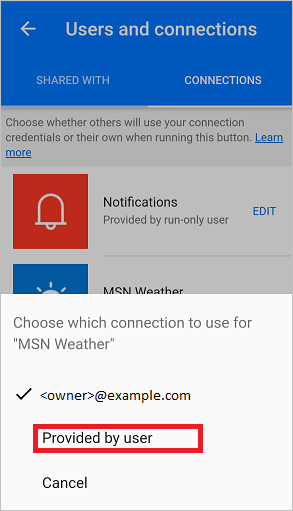 Users and connections
SHARED WITH
CONNECTIONS
Choose whether others will use your connection
credentials or their own when running this button. Learn
more
Notifications
Provided by run-only user
EDIT
MSN Weather
Choose which connection to use for
"MSN Weather"
<owner>@example.com
Provided by user
Cancel